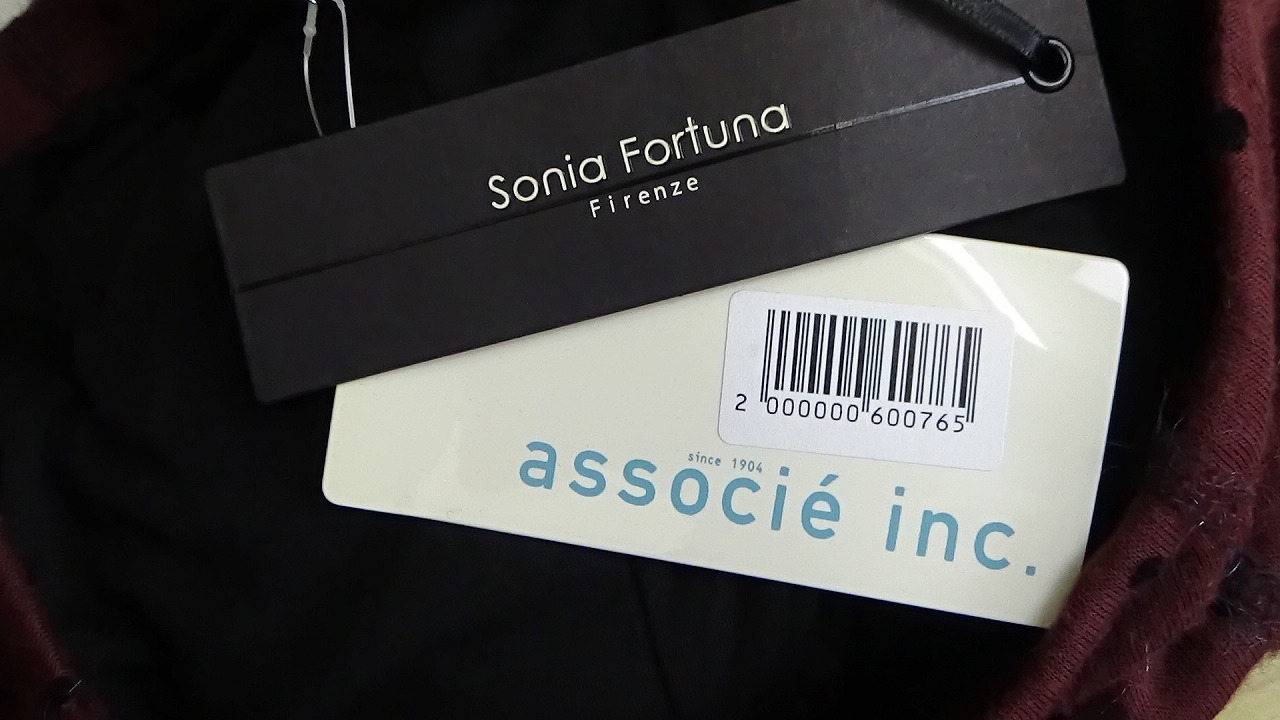 Sonia Fortuna
Firenze
2 000000 600765
since 1904
associé inc.